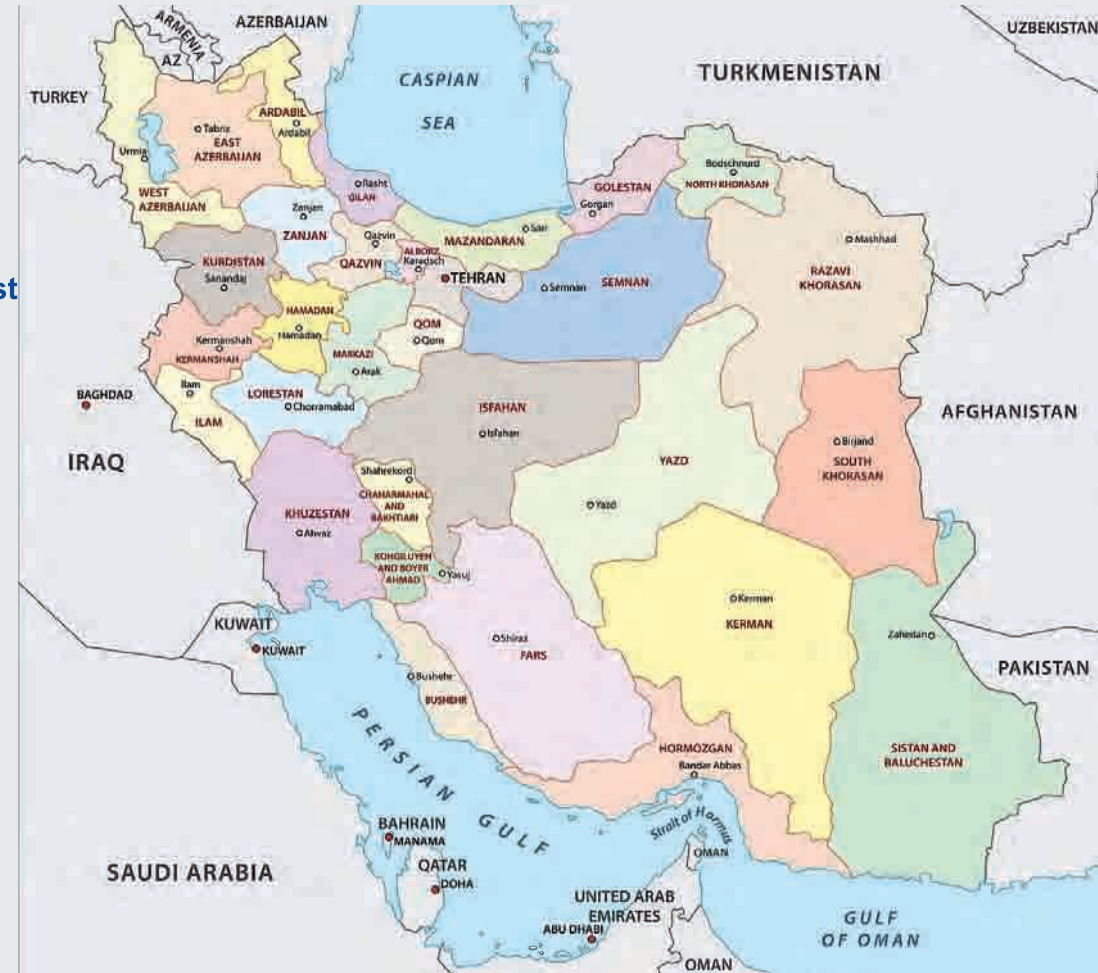 ARMENIA
AZERBAIJAN
UZBEKISTAN
AZ
CASPIAN
SEA
TURKMENISTAN
TURKEY
ARDABIL
Ardabil
Tabriz
EAST
AZERBAIJAN
Urmia
WEST
AZERBAIJAN
Rasht
GILAN
Bodschnurd
NORTH KHORASAN
GOLESTAN
Gorgan
Zanjan
ZANJAN
Qazvin
QAZVIN
MAZANDARAN
Sari
ALBORZ
Karadsch
TEHRAN
Mashhad
RAZAVI
KHORASAN
KURDISTAN
Sanandaj
st
Semnan
SEMNAN
HAMADAN
Hamadan
QOM
Qom
Kermanshah
KERMANSHAH
MARKAZI
Arak
Ilam
ILAM
LORESTAN
Chorramabad
BAGHDAD
IRAQ
ISFAHAN
Isfahan
AFGHANISTAN
Birjand
SOUTH
KHORASAN
YAZD
Yazd
Shahrekord
CHAHARMAHAL
AND
BAKHTIARI
KHUZESTAN
Ahvaz
KOHGILUYEH
AND BOYER
AHMAD
Yasuj
Kerman
KERMAN
KUWAIT
KUWAIT
Shiraz
FARS
Zahedan
PAKISTAN
Bushehr
BUSHEHR
PERSIAN GULF
HORMOZGAN
Bandar Abbas
SISTAN AND
BALUCHESTAN
Strait of Hormus
BAHRAIN
MANAMA
OMAN
QATAR
DOHA
SAUDI ARABIA
UNITED ARAB
EMIRATES
ABU DHABI
GULF
OF OMAN
OMAN